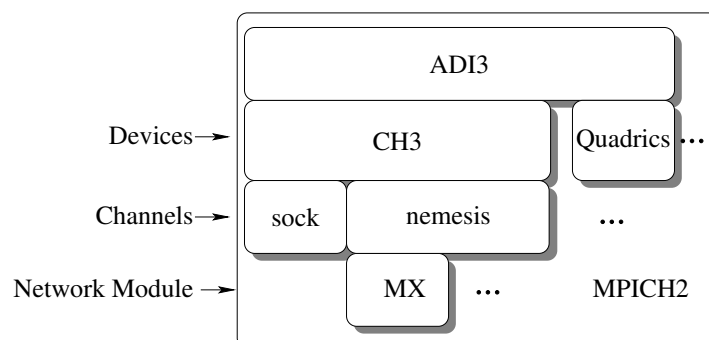 ADI3
Devices
CH3
Quadrics
...
Channels
sock
nemesis
...
Network Module
MX
...
MPICH2